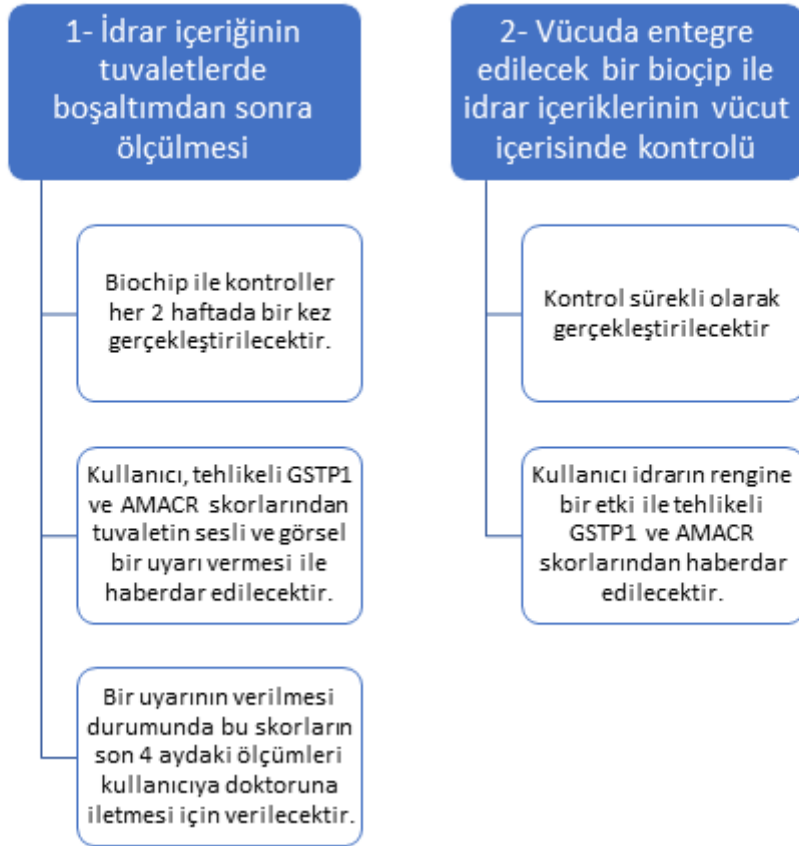 1- İdrar içeriğinin
tuvaletlerde
boşaltımdan sonra
ölçülmesi
Biochip ile kontroller
her 2 haftada bir kez
gerçekleştirilecektir.
Kullanıcı, tehlikeli GSTP1
ve AMACR skorlarından
tuvaletin sesli ve görsel
bir uyarı vermesi ile
haberdar edilecektir.
Bir uyarının verilmesi
durumunda bu skorların
son 4 aydaki ölçümleri
kullanıcıya doktoruna
iletmesi için verilecektir.
2- Vücuda entegre
edilecek bir bioçip ile
idrar içeriklerinin vücut
içerisinde kontrolü
Kontrol sürekli olarak
gerçekleştirilecektir
Kullanıcı idrarın rengine
bir etki ile tehlikeli
GSTP1 ve AMACR
skorlarından haberdar
edilecektir.